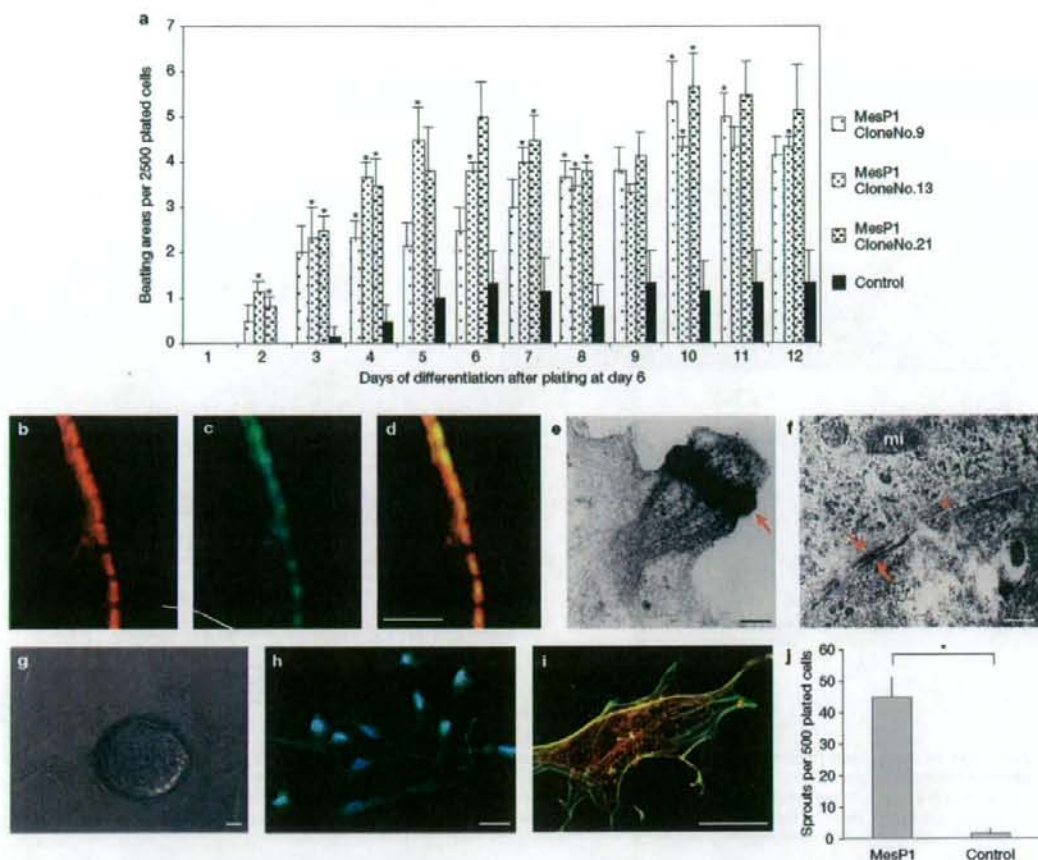 a
7
6
5
4
3
2
1
0
Beating areas per 2500 plated cells
1 2 3 4 5 6 7 8 9 10 11 12
Days of differentiation after plating at day 6
MesP1
CloneNo.9
MesP1
CloneNo.13
MesP1
CloneNo.21
Control
b
c
d
e
f
mi
g
h
i
j
60
50
40
30
20
10
0
Sprouts per 500 plated cells
*
MesP1 Control